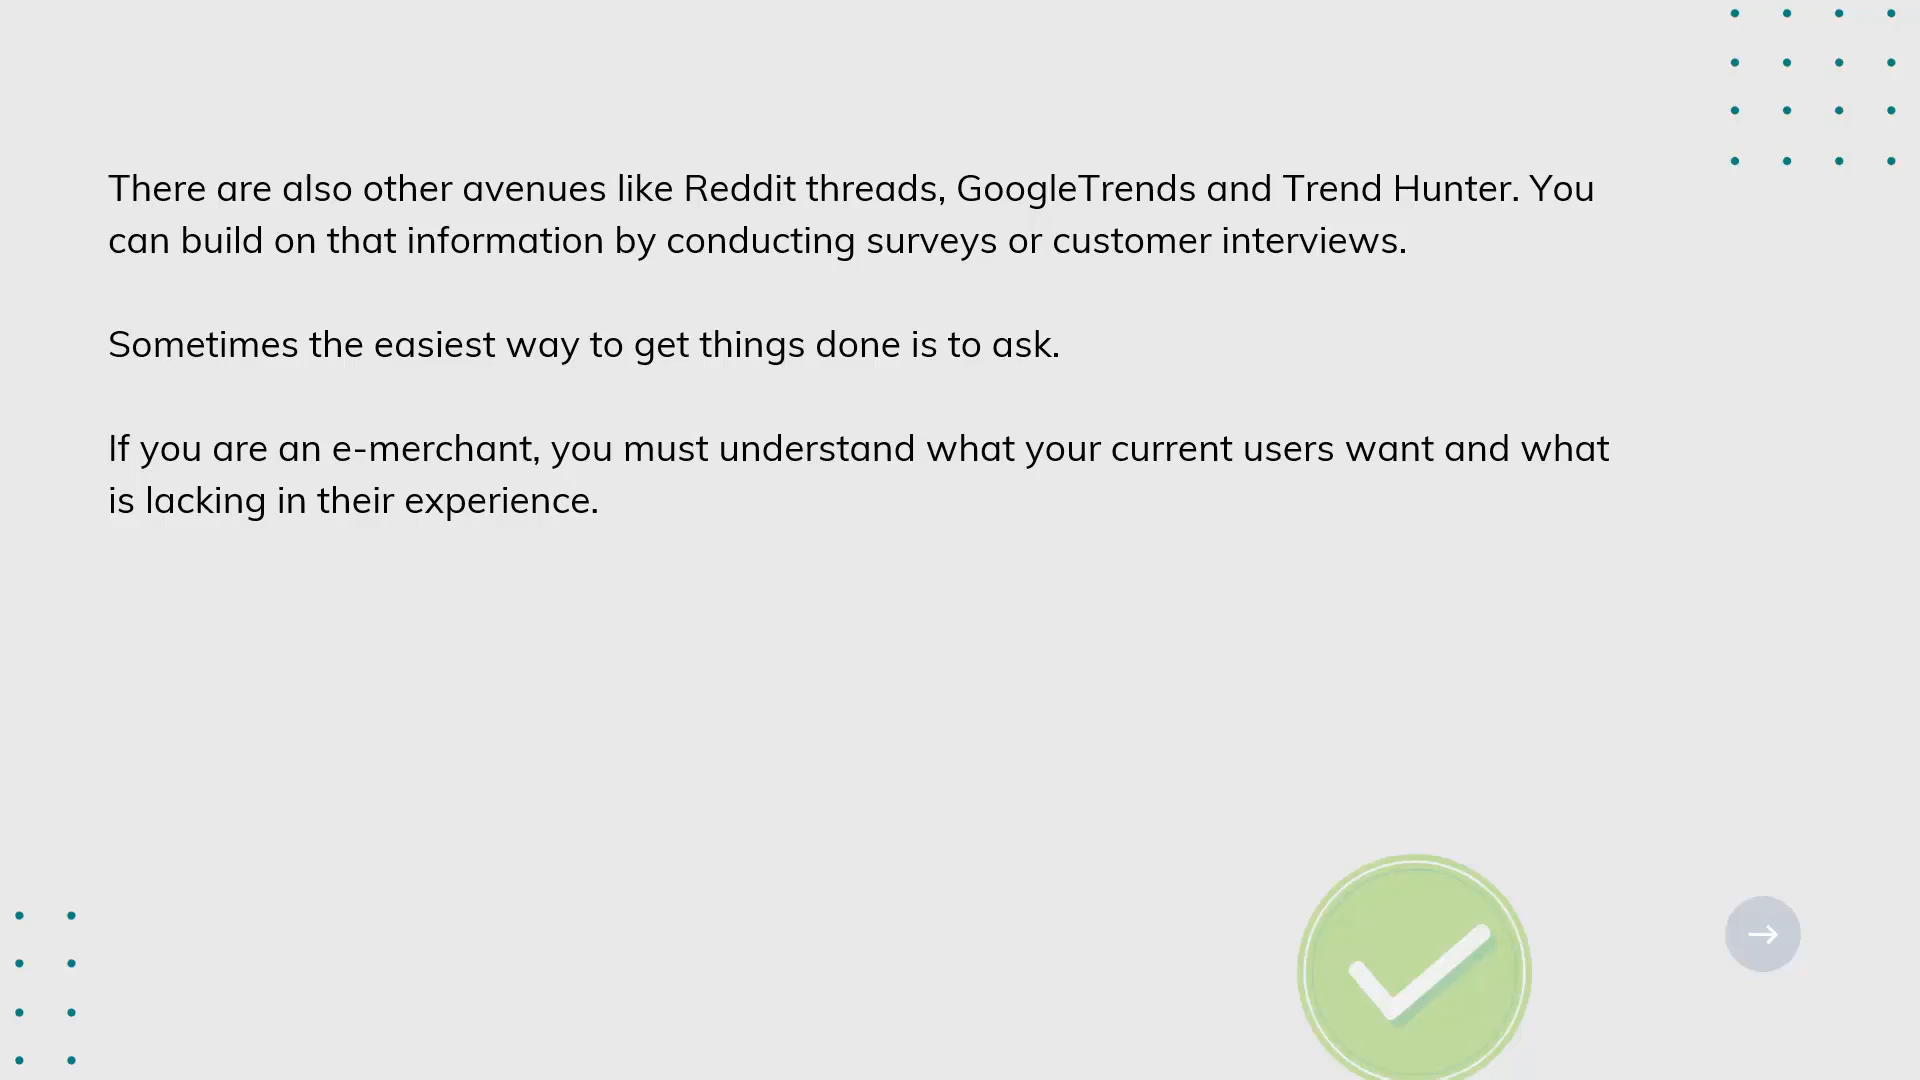 There are also other avenues like Reddit threads, GoogleTrends and Trend Hunter. You
can build on that information by conducting surveys or customer interviews.
Sometimes the easiest way to get things done is to ask.
If you are an e-merchant, you must understand what your current users want and what
is lacking in their experience.